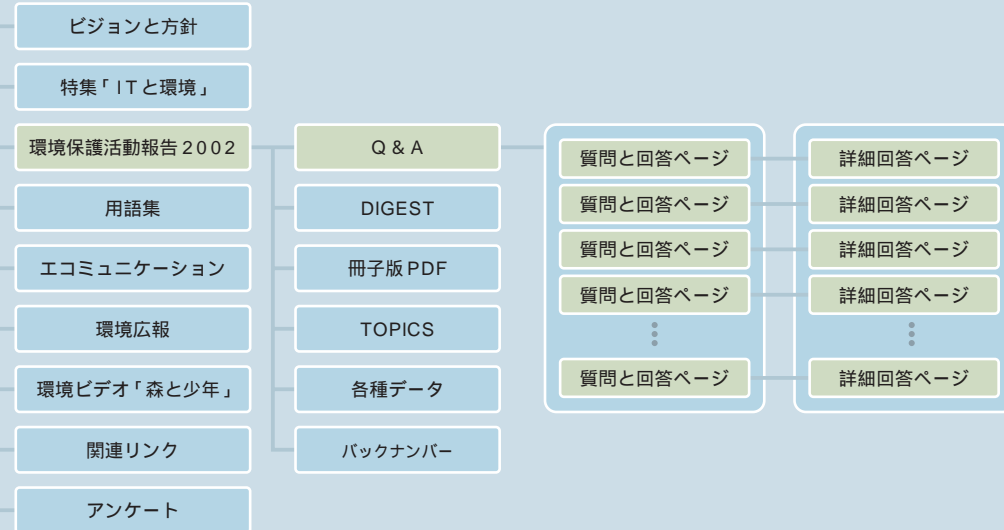 ビジョンと方針
特集「ITと環境」
環境保護活動報告2002
用語集
エコミュニケーション
環境広報
環境ビデオ「森と少年」
関連リンク
アンケート
Q & A
DIGEST
冊子版PDF
TOPICS
各種データ
バックナンバー
質問と回答ページ
質問と回答ページ
質問と回答ページ
質問と回答ページ
質問と回答ページ
詳細回答ページ
詳細回答ページ
詳細回答ページ
詳細回答ページ
詳細回答ページ